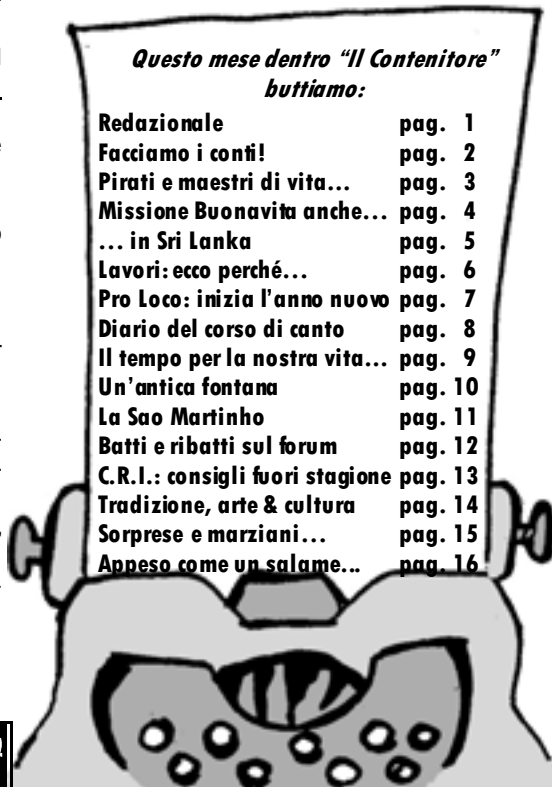 Questo mese dentro “Il Contenitore”
buttiamo:
Redazionale pag. 1
Facciamo i conti! pag. 2
Pirati e maestri di vita... pag. 3
Missione Buonavita anche... pag. 4
... in Sri Lanka pag. 5
Lavori: ecco perché... pag. 6
Pro Loco: inizia l’anno nuovo pag. 7
Diario del corso di canto pag. 8
Il tempo per la nostra vita... pag. 9
Un’antica fontana pag. 10
La Sao Martinho pag. 11
Batti e ribatti sul forum pag. 12
C.R.I.: consigli fuori stagione pag. 13
Tradizione, arte & cultura pag. 14
Sorprese e marziani... pag. 15
Appeso come un salame... pag. 16